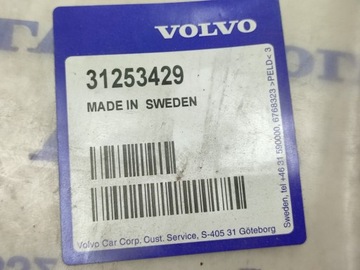 VOLVO
31253429
MADE IN SWEDEN
Volvo Car Corp. Cust. Service, S-405 31 Göteborg
Sweden, tel +46 31 590000, 6768323 >PELD< 3